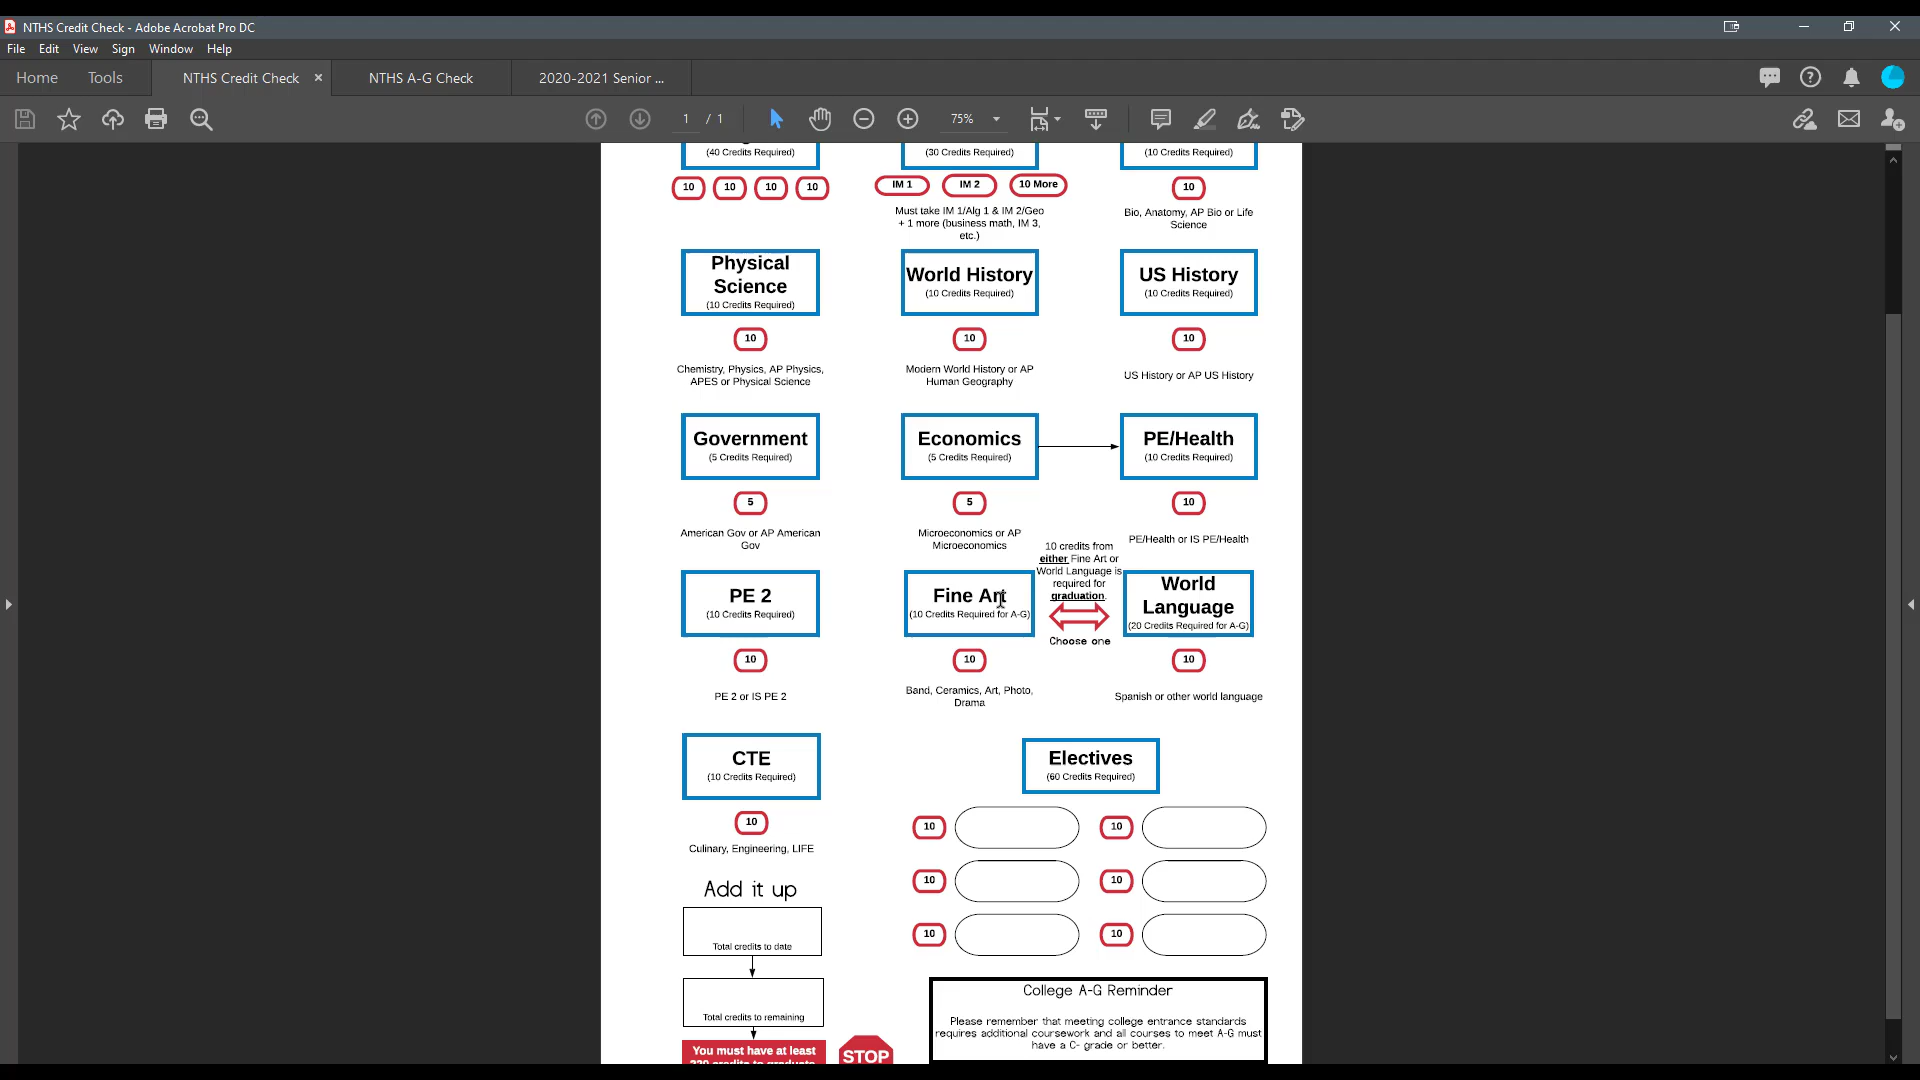 NTHS Credit Check - Adobe Acrobat Pro DC
File Edit View Sign Window Help
Home Tools NTHS Credit Check × NTHS A-G Check 2020-2021 Senior ...
1 / 1 75%
(40 Credits Required) (30 Credits Required) (10 Credits Required)
10 10 10 10 IM 1 IM 2 10 More 10
Must take IM 1/Alg 1 & IM 2/Geo
+ 1 more (business math, IM 3,
etc.)
Bio, Anatomy, AP Bio or Life
Science
Physical
Science
(10 Credits Required)
World History
(10 Credits Required)
US History
(10 Credits Required)
10 10 10
Chemistry, Physics, AP Physics,
APES or Physical Science
Modern World History or AP
Human Geography
US History or AP US History
Government
(5 Credits Required)
Economics
(5 Credits Required)
PE/Health
(10 Credits Required)
5 5 10
American Gov or AP American
Gov
Microeconomics or AP
Microeconomics
PE/Health or IS PE/Health
10 credits from
either Fine Art or
World Language is
required for
graduation.
Choose one
PE 2
(10 Credits Required)
Fine Art
(10 Credits Required for A-G)
World
Language
(20 Credits Required for A-G)
10 10 10
PE 2 or IS PE 2
Band, Ceramics, Art, Photo,
Drama
Spanish or other world language
CTE
(10 Credits Required)
10
Culinary, Engineering, LIFE
Electives
(60 Credits Required)
10 10
10 10
10 10
Add it up
Total credits to date
Total credits to remaining
You must have at least
220 credits to graduate
STOP
College A-G Reminder
Please remember that meeting college entrance standards
requires additional coursework and all courses to meet A-G must
have a C- grade or better.